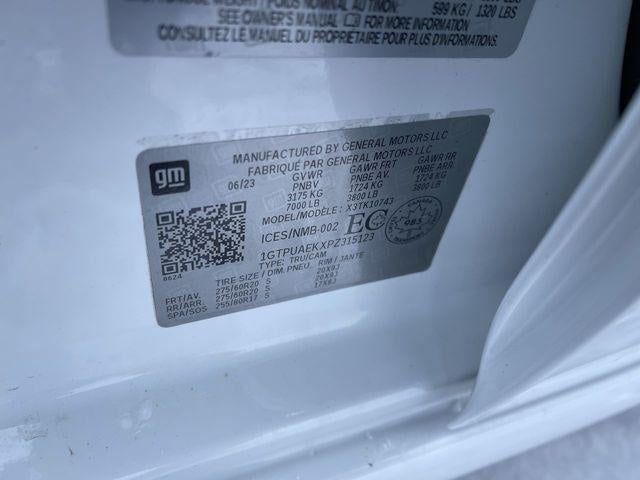 SEE OWNER'S MANUAL FOR MORE INFORMATION
CONSULTEZ LE MANUEL DU PROPRIETAIRE POUR PLUS D'INFORMATIONS
599 KG / 1320 LBS
gm
MANUFACTURED BY GENERAL MOTORS LLC
FABRIQUÉ PAR GENERAL MOTORS LLC
06/23 GVWR GAWR FRT GAWR RR
PNBV PNBE AV. PNBE ARR.
3175 KG 1724 KG 1724 KG
7000 LB 3800 LB 3800 LB
MODEL/MODÈLE: X3TK10743
ICES/NMB-002 EC
1GTPUAEKXPZ315123
TYPE: TRU/CAM
0624
TIRE SIZE / DIM. PNEU. RIM / JANTE
FRT/AV. 275/60R20 S 20X9J
RR/ARR. 275/60R20 S 20X9J
SPA/SOS 255/80R17 S 17X8J
CANADA